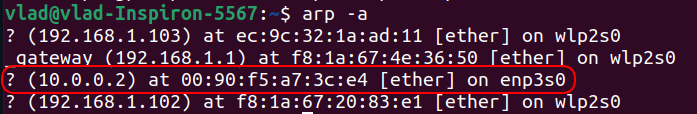 vlad@vlad-Inspiron-5567:~$ arp -a
? (192.168.1.103) at ec:9c:32:1a:ad:11 [ether] on wlp2s0
_gateway (192.168.1.1) at f8:1a:67:4e:36:50 [ether] on wlp2s0
? (10.0.0.2) at 00:90:f5:a7:3c:e4 [ether] on enp3s0
? (192.168.1.102) at f8:1a:67:20:83:e1 [ether] on wlp2s0